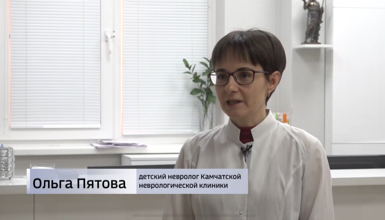 Ольга Пятова
детский невролог Камчатской
неврологической клиники